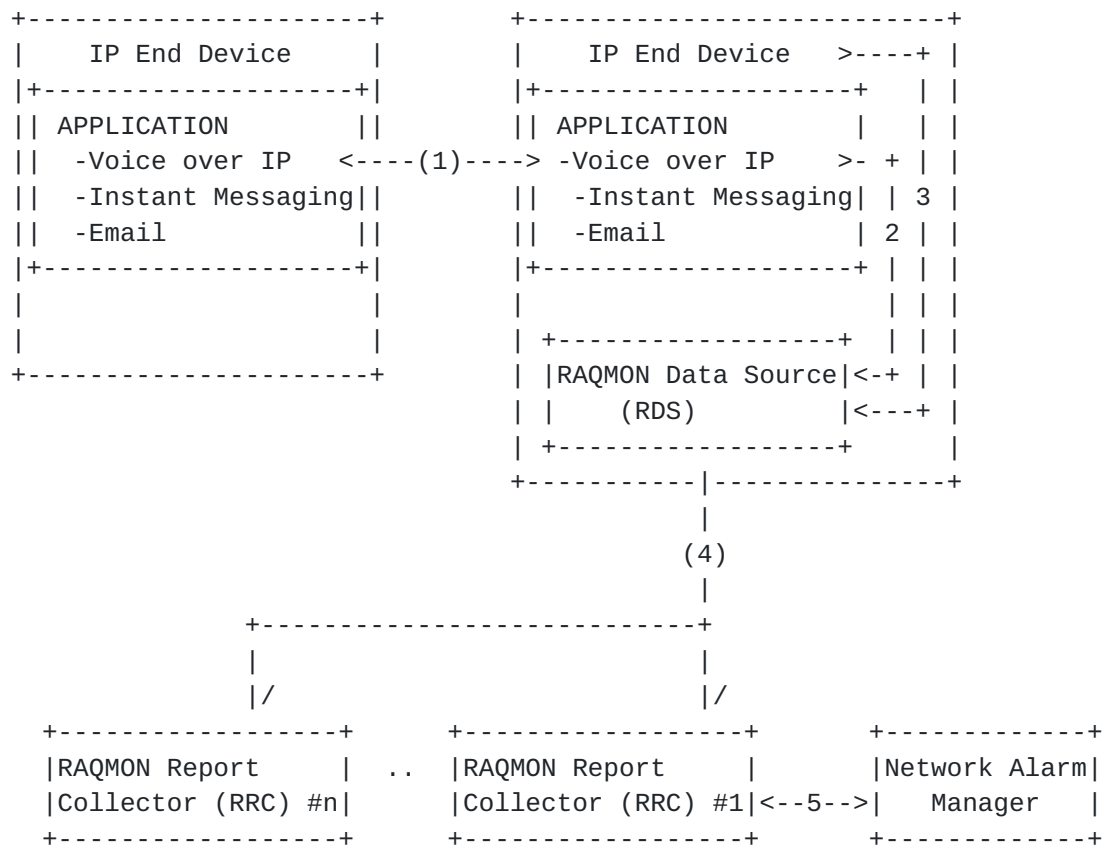 +----------------------+        +---------------------------+
|    IP End Device     |        |    IP End Device   >----+ |
|+--------------------+|        |+--------------------+   | |
|| APPLICATION        ||        || APPLICATION        |   | |
||  -Voice over IP   <----(1)----> -Voice over IP    >- + | |
||  -Instant Messaging||        ||  -Instant Messaging| | 3 |
||  -Email            ||        ||  -Email            | 2 | |
|+--------------------+|        |+--------------------+ | | |
|                      |        |                       | | |
|                      |        | +------------------+  | | |
+----------------------+        | |RAQMON Data Source|<-+ | |
                                | |    (RDS)         |<---+ |
                                | +------------------+      |
                                +-----------|---------------+
                                            |
                                           (4)
                                            |
               +----------------------------+
               |                            |
               |/                           |/
  +------------------+      +------------------+       +-------------+
  |RAQMON Report     |  ..  |RAQMON Report     |       |Network Alarm|
  |Collector (RRC) #n|      |Collector (RRC) #1|<--5-->|   Manager   |
  +------------------+      +------------------+       +-------------+